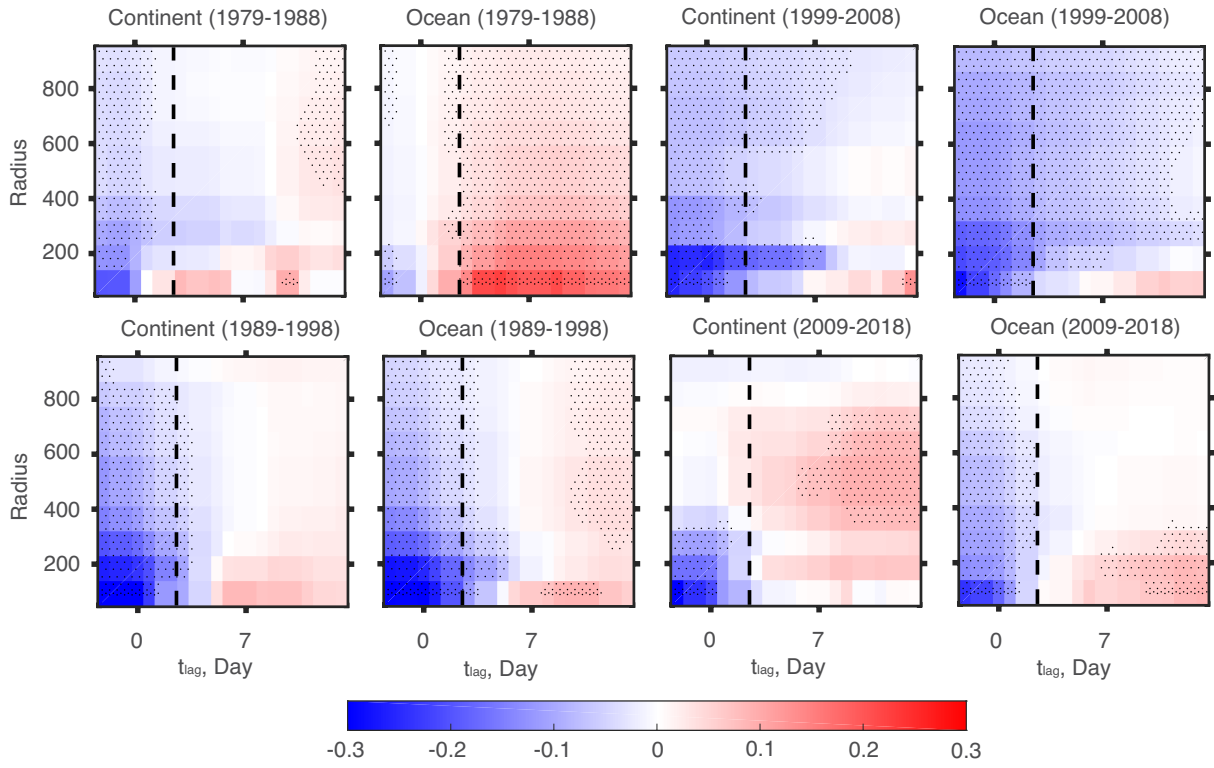 Continent (1979-1988) Ocean (1979-1988) Continent (1999-2008) Ocean (1999-2008)
800
600
400
200
Radius
0 7
Continent (1989-1998) Ocean (1989-1998) Continent (2009-2018) Ocean (2009-2018)
800
600
400
200
Radius
0 7 0 7 0 7 0 7
tlag, Day tlag, Day tlag, Day tlag, Day
-0.3 -0.2 -0.1 0 0.1 0.2 0.3